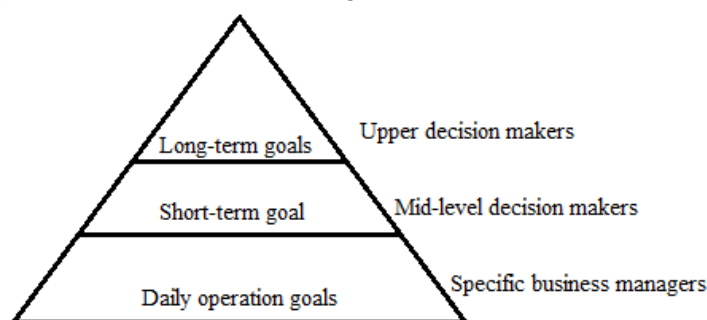 Upper decision makers
Long-term goals
Mid-level decision makers
Short-term goal
Specific business managers
Daily operation goals